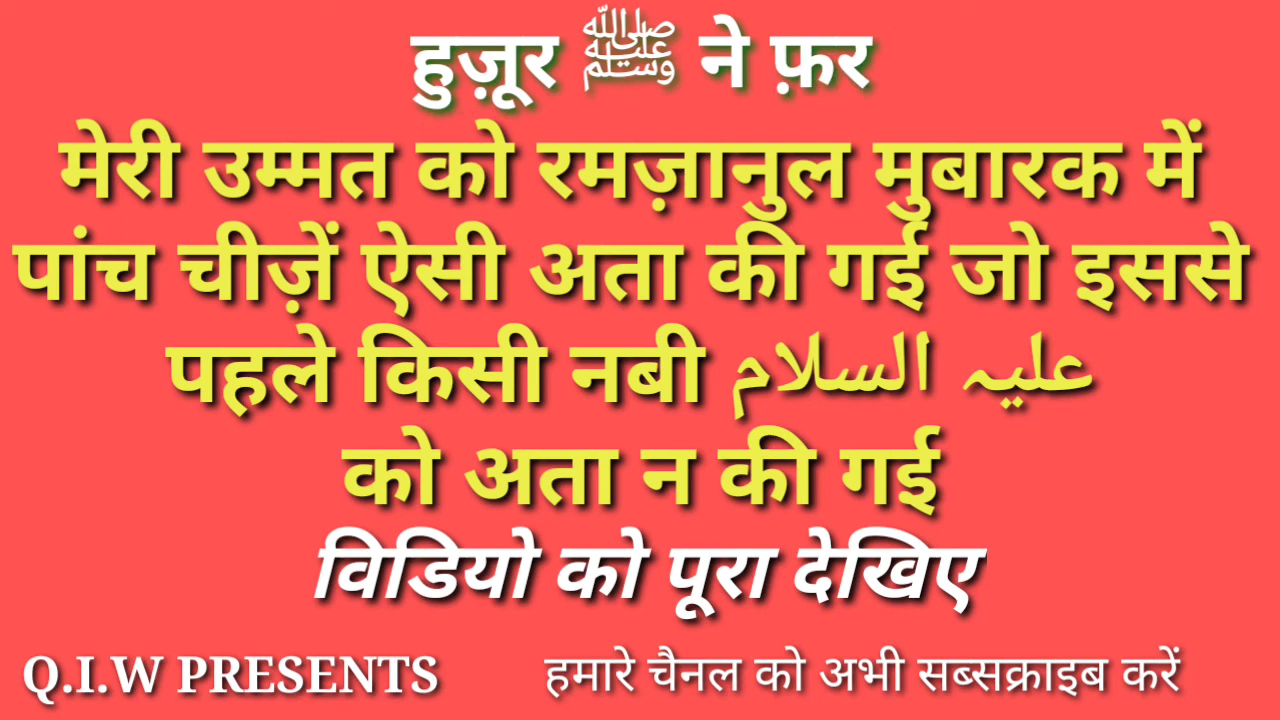 हुज़ूर ﷺ ने फ़र
मेरी उम्मत को रमज़ानुल मुबारक में
पांच चीज़ें ऐसी अता की गई जो इससे
पहले किसी नबी علیہ السلام
को अता न की गई
विडियो को पूरा देखिए
Q.I.W PRESENTS हमारे चैनल को अभी सब्सक्राइब करें